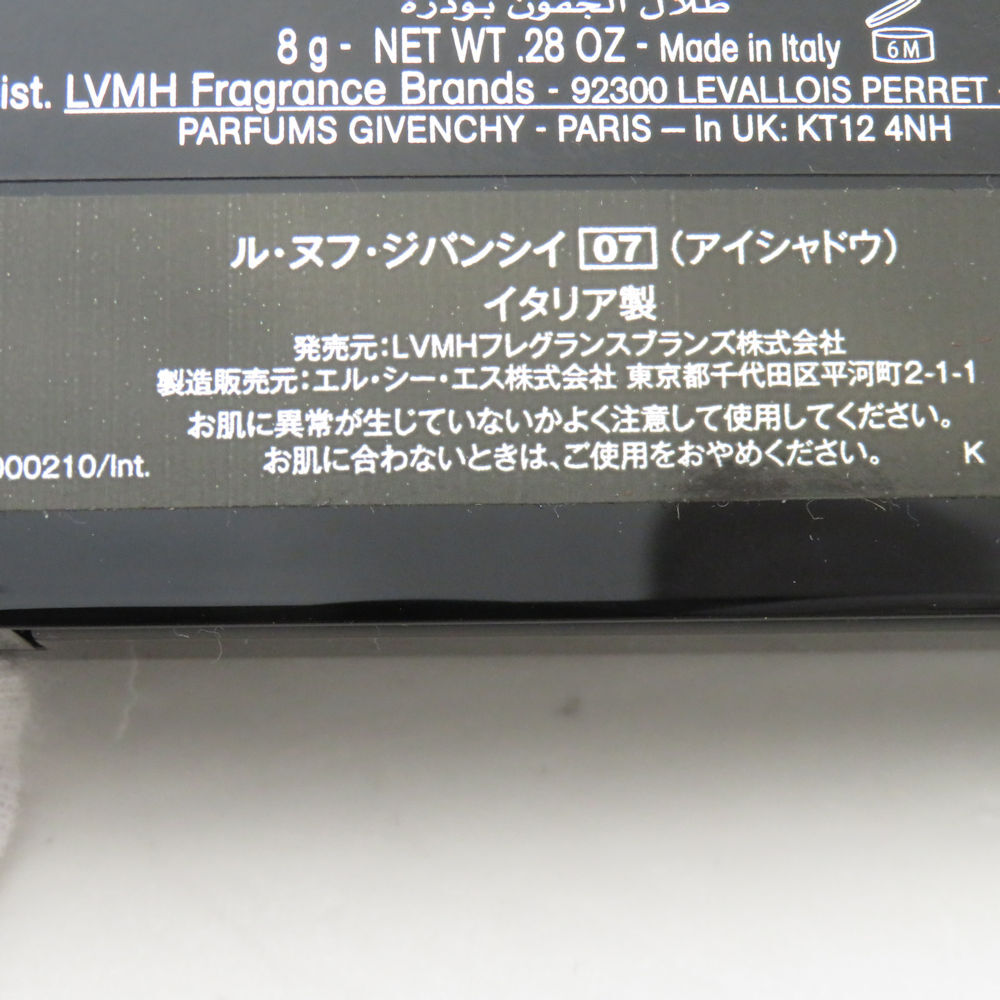 ظلال الجفون بودرة
8 g - NET WT .28 OZ - Made in Italy 6M
ist. LVMH Fragrance Brands - 92300 LEVALLOIS PERRET -
PARFUMS GIVENCHY - PARIS – In UK: KT12 4NH
ル・ヌフ・ジバンシイ 07 (アイシャドウ)
イタリア製
発売元:LVMHフレグランスブランズ株式会社
製造販売元:エル・シー・エス株式会社 東京都千代田区平河町2-1-1
お肌に異常が生じていないかよく注意して使用してください。
000210/Int. お肌に合わないときは、ご使用をおやめください。 K